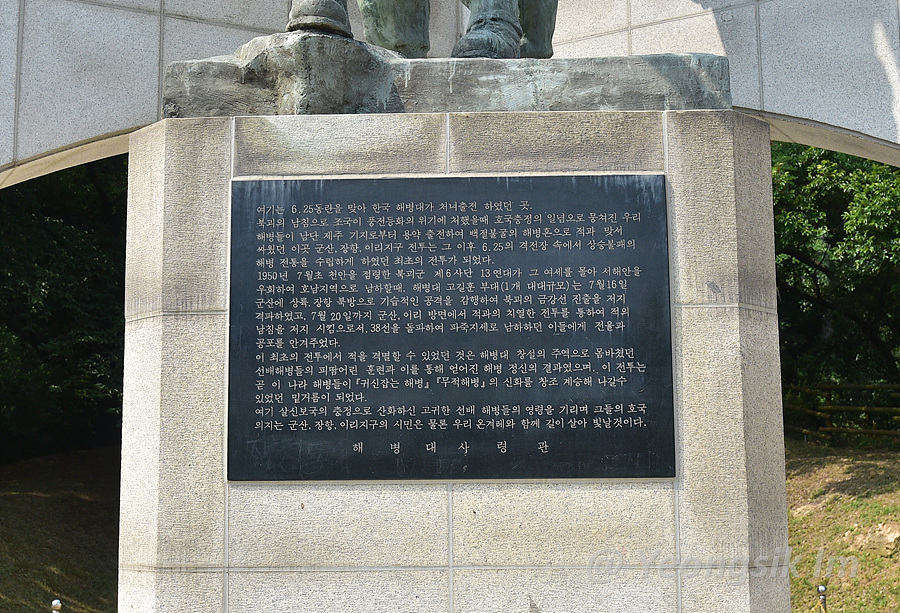 여기는 6.25동란을 맞아 한국 해병대가 처녀출전 하였던 곳.
북괴의 남침으로 조국이 풍전등화의 위기에 처했을때 호국충정의 일념으로 뭉쳐진 우리
해병들이 남단 제주 기지로부터 용약 출전하여 백절불굴의 해병혼으로 적과 맞서
싸웠던 이곳 군산.장항.이리지구 전투는 그 이후 6.25의 격전장 속에서 상승불패의
해병 전통을 수립하게 하였던 최초의 전투가 되었다.
1950년 7월초 천안을 점령한 북괴군 제6사단 13연대가 그 여세를 몰아 서해안을
우회하여 호남지역으로 남하할때, 해병대 고길훈 부대(1개 대대규모)는 7월16일
군산에 상륙.장항 북방으로 기습적인 공격을 감행하여 북괴의 금강선 진출을 저지
격파하였고, 7월 20일까지 군산.이리 방면에서 적과의 치열한 전투를 통하여 적의
남침을 저지 시킴으로서, 38선을 돌파하여 파죽지세로 남하하던 이들에게 전율과
공포를 안겨주었다.
이 최초의 전투에서 적을 격멸할 수 있었던 것은 해병대 창설의 주역으로 몸바쳤던
선배해병들의 피땀어린 훈련과 이를 통해 얻어진 해병 정신의 결과였으며, 이 전투는
곧 이 나라 해병들이 『귀신잡는 해병』 『무적해병』의 신화를 창조 계승해 나갈수
있었던 밑거름이 되었다.
여기 살신보국의 충정으로 산화하신 고귀한 선배 해병들의 영령을 기리며 그들의 호국
의지는 군산.장항.이리지구의 시민은 물론 우리 온겨레와 함께 길이 살아 빛날것이다.
해병대사령관
© Yeomusik lm